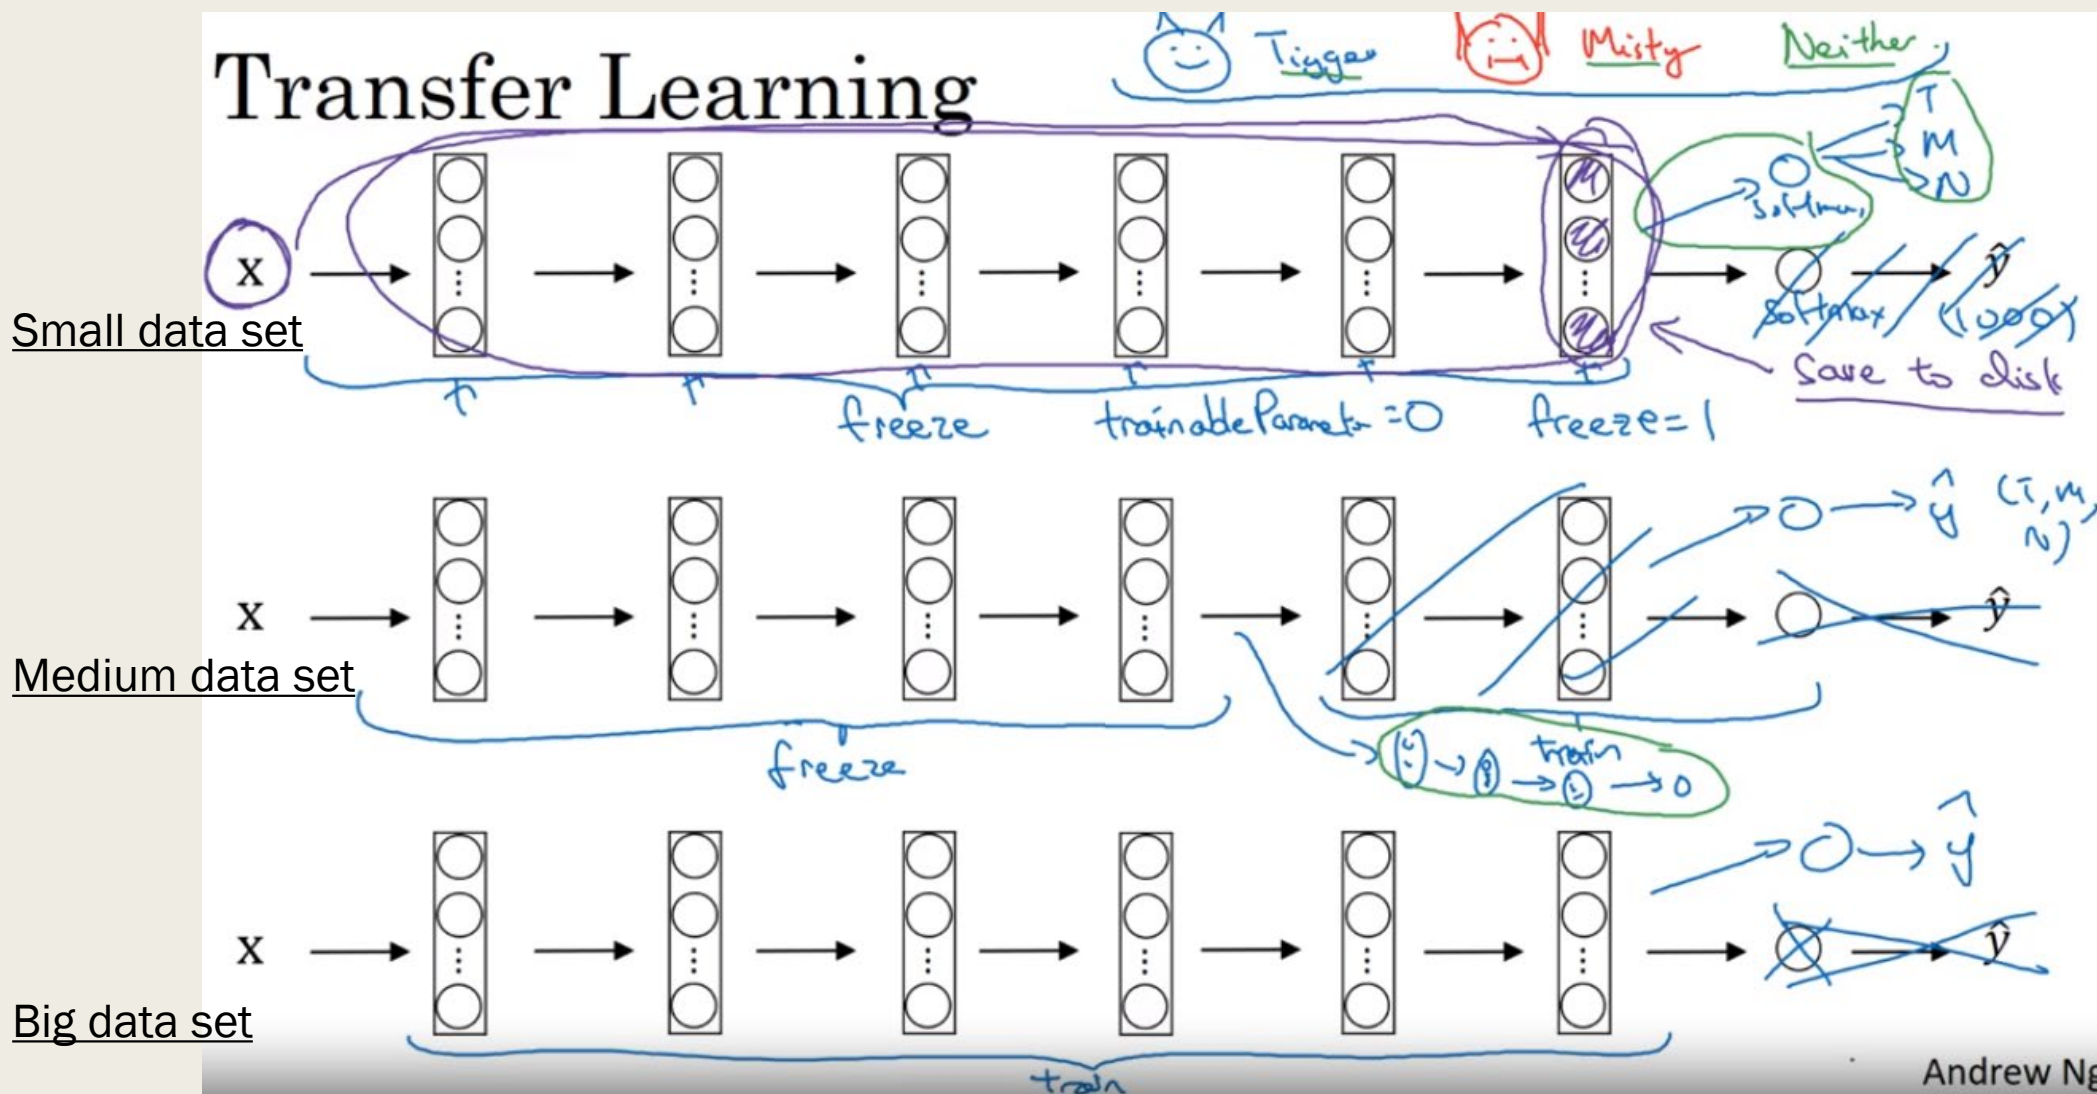 Transfer Learning
Tigger Misty Neither
T
M
N
softmax
x
ŷ
softmax (1000)
Small data set
Save to disk
freeze trainableParameter = 0 freeze = 1
ŷ (T, M, N)
x
ŷ
Medium data set
freeze
train
ŷ
x
ŷ
Big data set
train
Andrew Ng